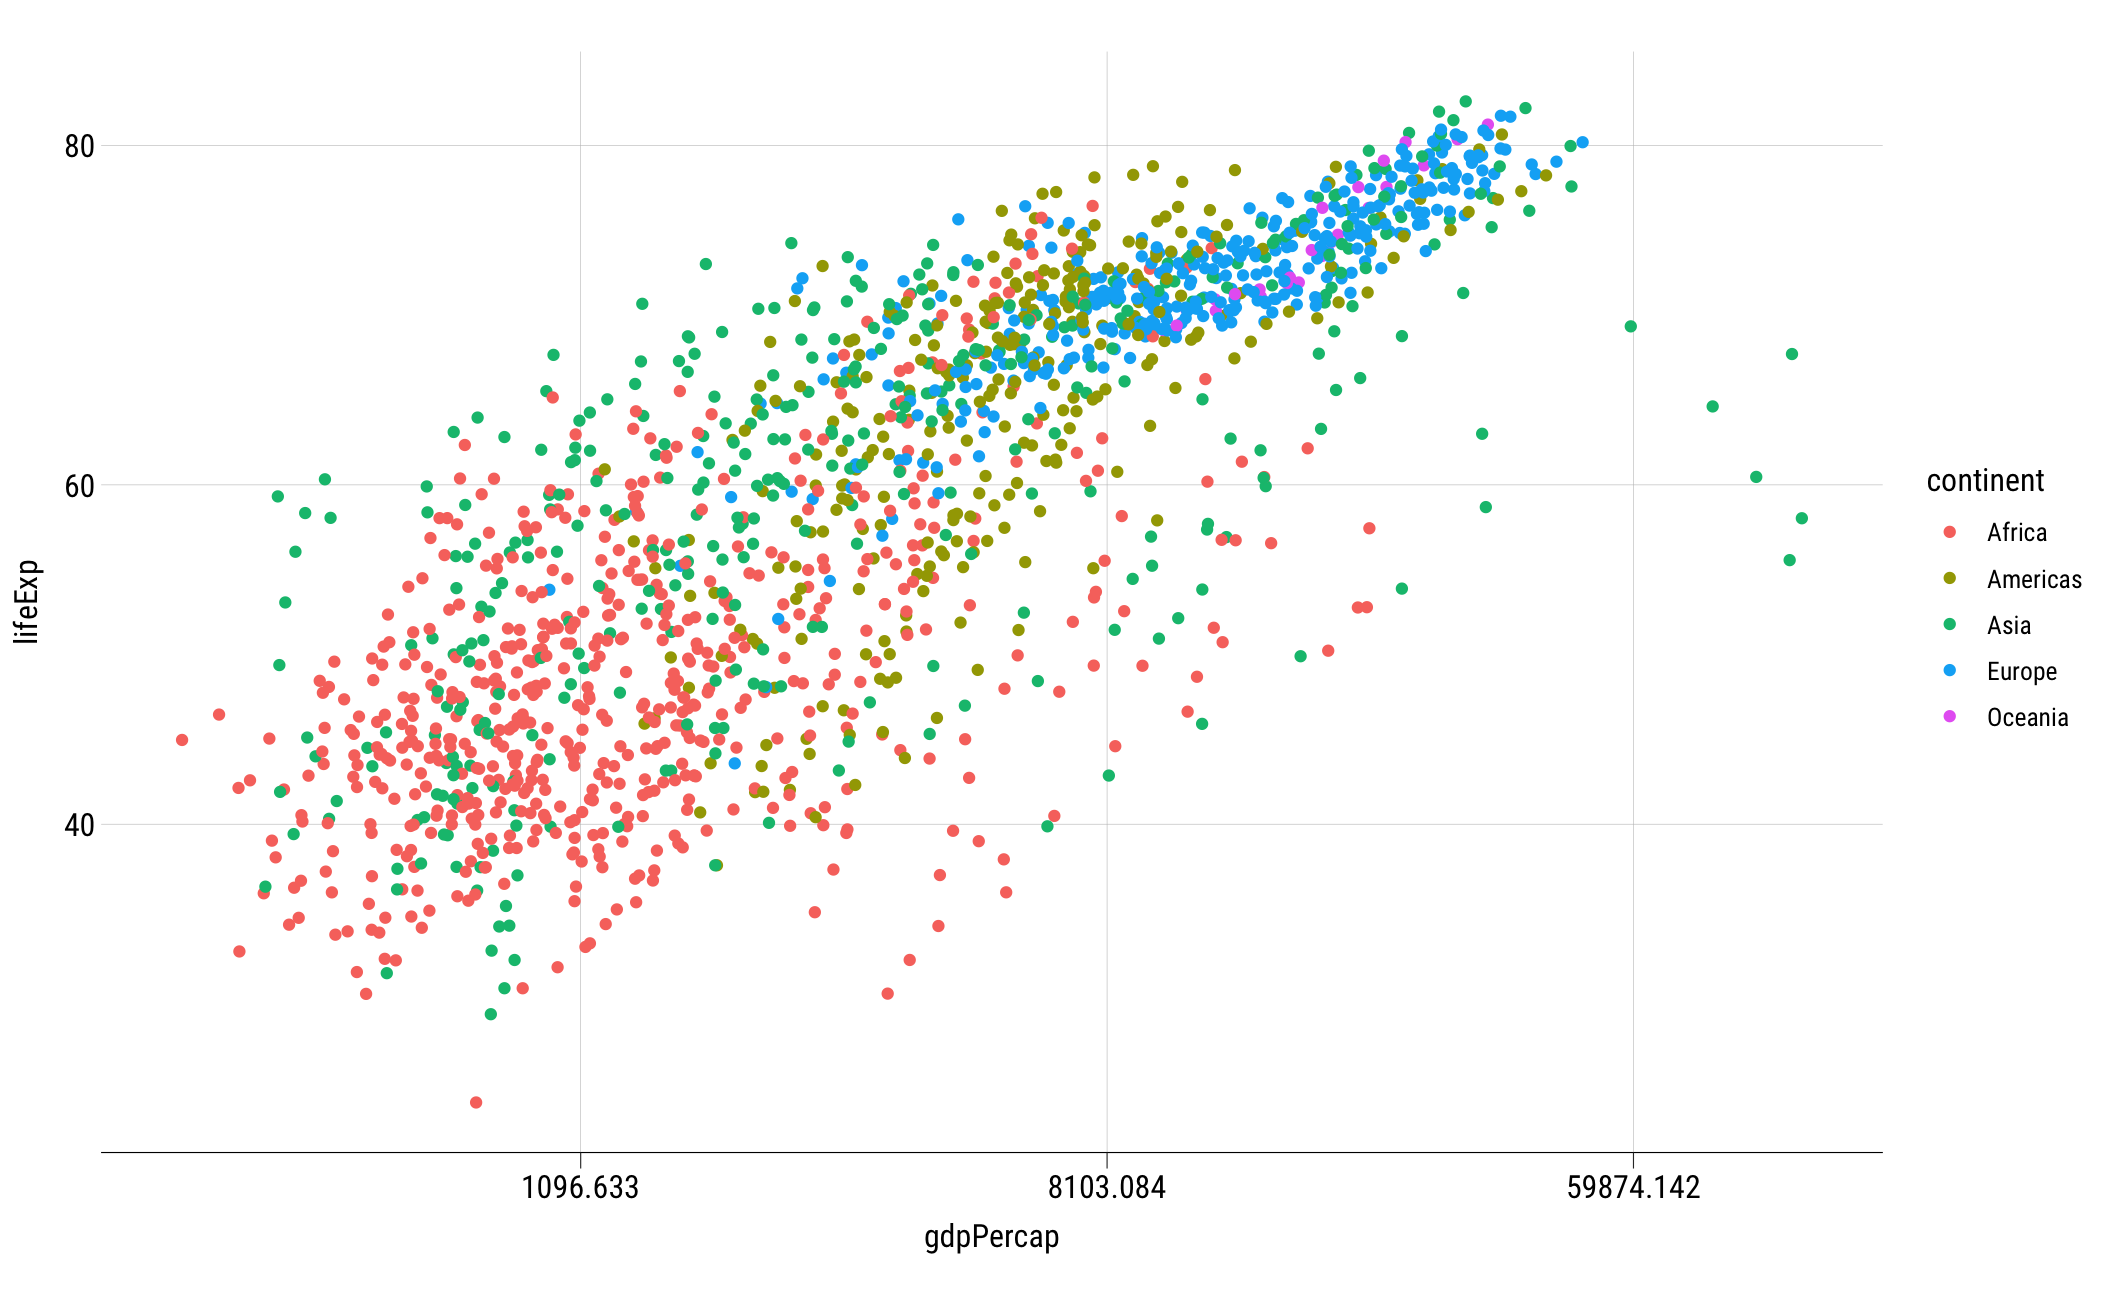 80
60
40
lifeExp
1096.633
8103.084
59874.142
gdpPercap
continent
Africa
Americas
Asia
Europe
Oceania